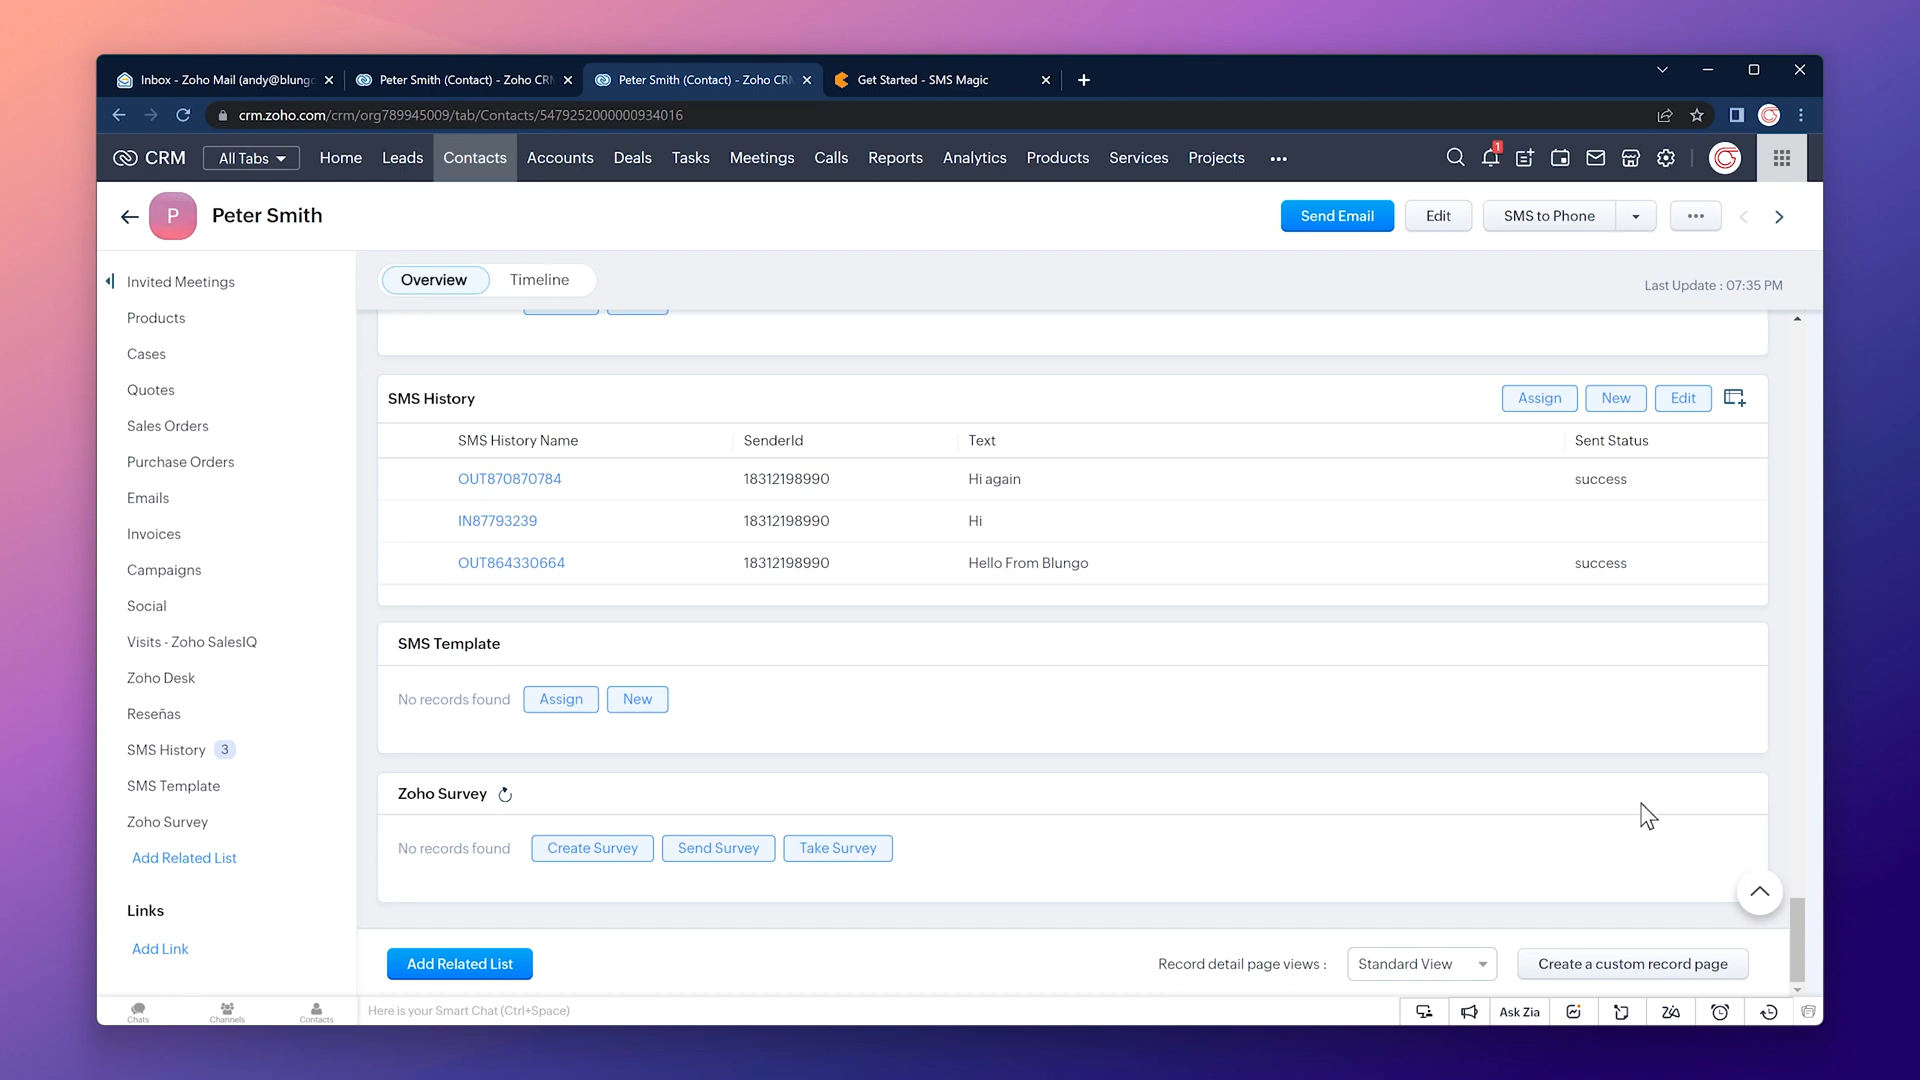 Inbox - Zoho Mail (andy@blungo
Peter Smith (Contact) - Zoho CRM
Peter Smith (Contact) - Zoho CRM
Get Started - SMS Magic
crm.zoho.com/crm/org789945009/tab/Contacts/5479252000000934016
CRM
All Tabs
Home
Leads
Contacts
Accounts
Deals
Tasks
Meetings
Calls
Reports
Analytics
Products
Services
Projects
1
P
Peter Smith
Send Email
Edit
SMS to Phone
Invited Meetings
Products
Cases
Quotes
Sales Orders
Purchase Orders
Emails
Invoices
Campaigns
Social
Visits - Zoho SalesIQ
Zoho Desk
Reseñas
SMS History 3
SMS Template
Zoho Survey
Add Related List
Links
Add Link
Overview
Timeline
Last Update : 07:35 PM
SMS History
Assign
New
Edit
SMS History Name
SenderId
Text
Sent Status
OUT870870784
18312198990
Hi again
success
IN87793239
18312198990
Hi
OUT864330664
18312198990
Hello From Blungo
success
SMS Template
No records found
Assign
New
Zoho Survey
No records found
Create Survey
Send Survey
Take Survey
Add Related List
Record detail page views :
Standard View
Create a custom record page
Chats
Channels
Contacts
Here is your Smart Chat (Ctrl+Space)
Ask Zia